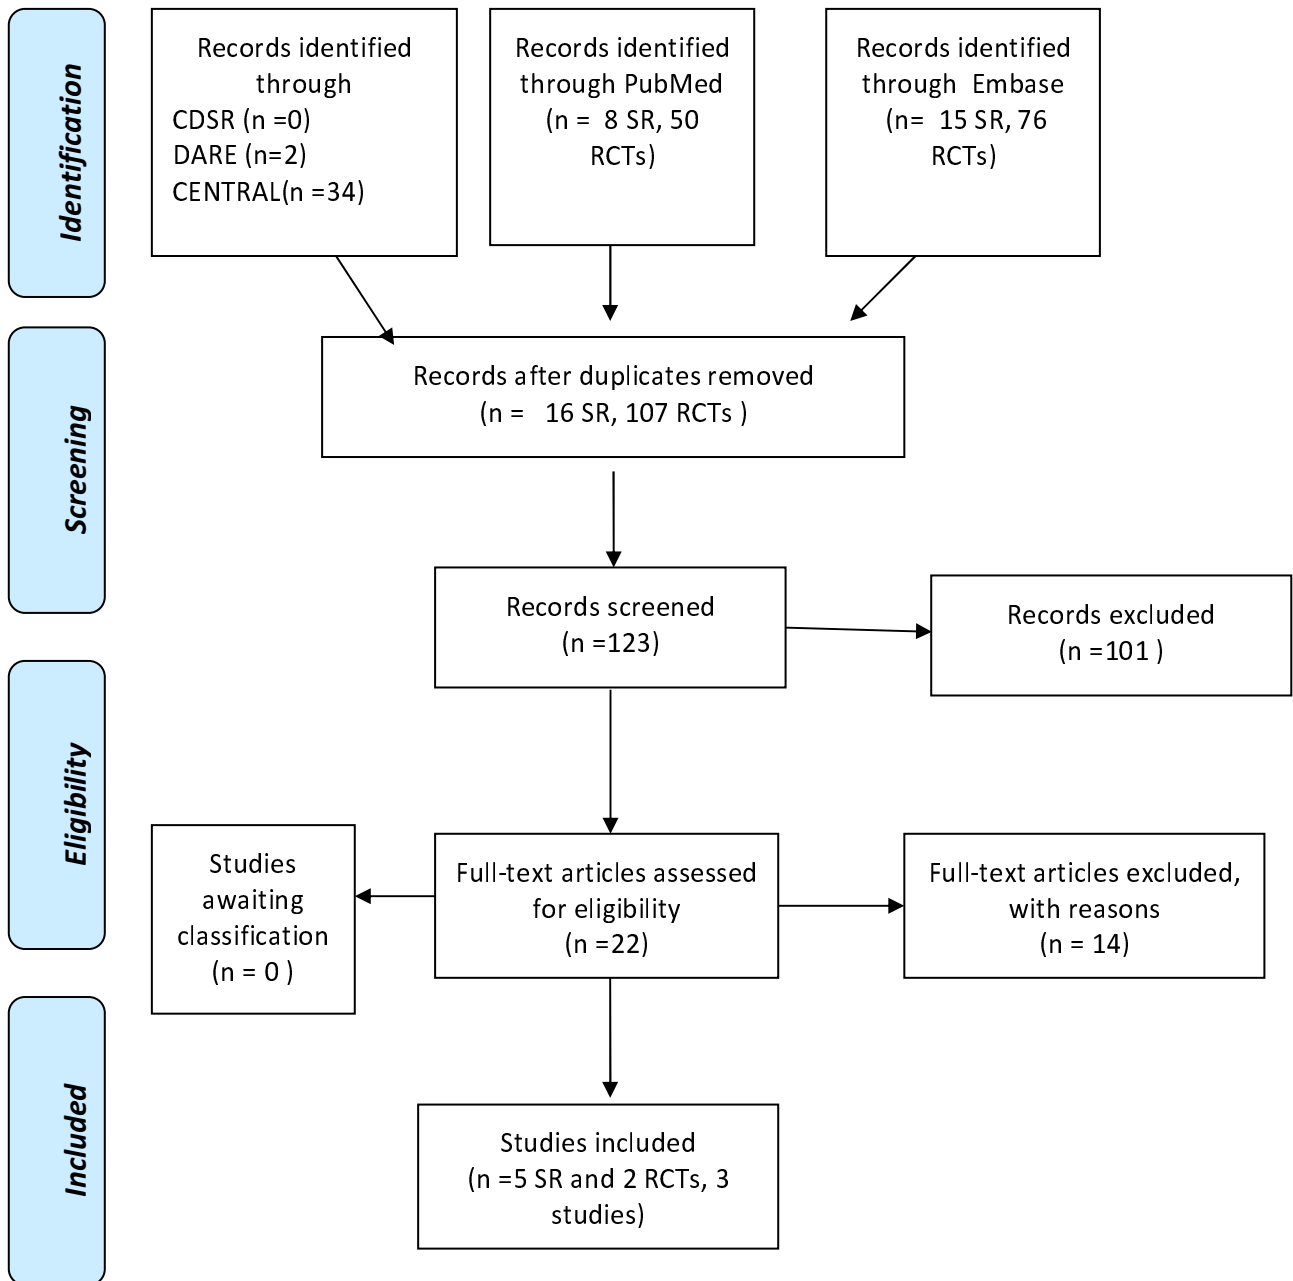 Identification
Records identified
through
CDSR (n =0)
DARE (n=2)
CENTRAL(n =34)
Records identified
through PubMed
(n = 8 SR, 50
RCTs)
Records identified
through Embase
(n= 15 SR, 76
RCTs)
Screening
Records after duplicates removed
(n = 16 SR, 107 RCTs )
Records screened
(n =123)
Records excluded
(n =101 )
Eligibility
Studies
awaiting
classification
(n = 0 )
Full-text articles assessed
for eligibility
(n =22)
Full-text articles excluded,
with reasons
(n = 14)
Included
Studies included
(n =5 SR and 2 RCTs, 3
studies)